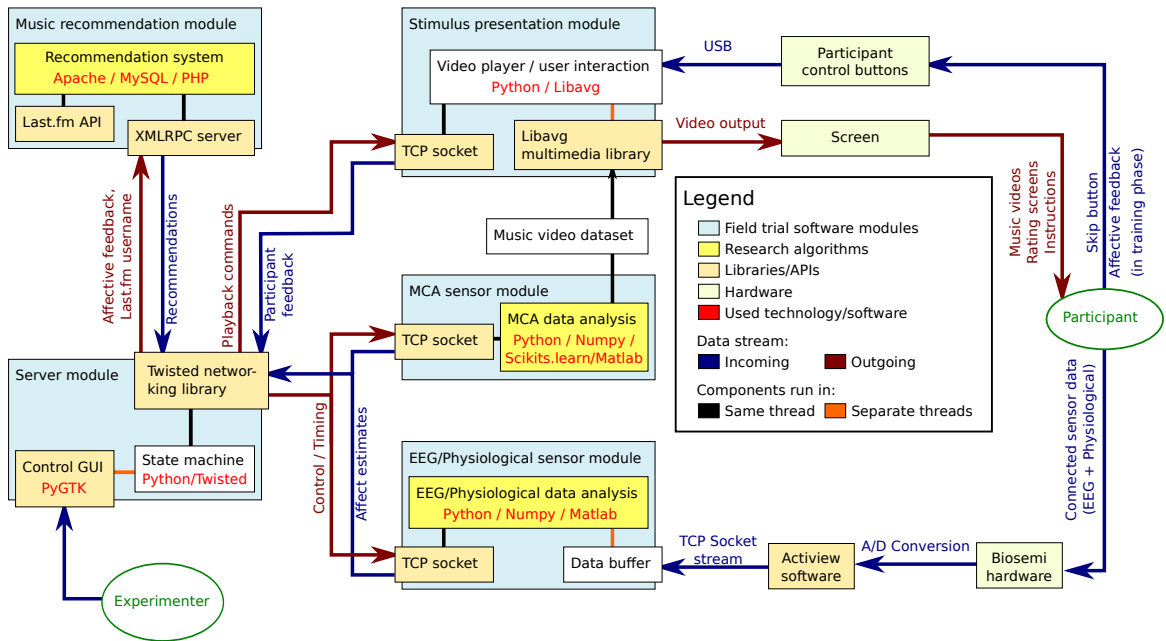 Music recommendation module
Recommendation system
Apache / MySQL / PHP
Last.fm API
XMLRPC server
Affective feedback,
Last.fm username
Recommendations
Playback commands
Participant
feedback
Server module
Twisted networ-
king library
Control GUI
PyGTK
State machine
Python/Twisted
Experimenter
Control / Timing
Affect estimates
Stimulus presentation module
Video player / user interaction
Python / Libavg
TCP socket
Libavg
multimedia library
Music video dataset
MCA sensor module
MCA data analysis
Python / Numpy /
Scikits.learn/Matlab
TCP socket
EEG/Physiological sensor module
EEG/Physiological data analysis
Python / Numpy / Matlab
TCP socket
Data buffer
USB
Participant
control buttons
Video output
Screen
Legend
Field trial software modules
Research algorithms
Libraries/APIs
Hardware
Used technology/software
Data stream:
Incoming
Outgoing
Components run in:
Same thread
Separate threads
Music videos
Rating screens
Instructions
Skip button
Affective feedback
(in training phase)
Participant
Connected sensor data
(EEG + Physiological)
TCP Socket
stream
Actiview
software
A/D Conversion
Biosemi
hardware